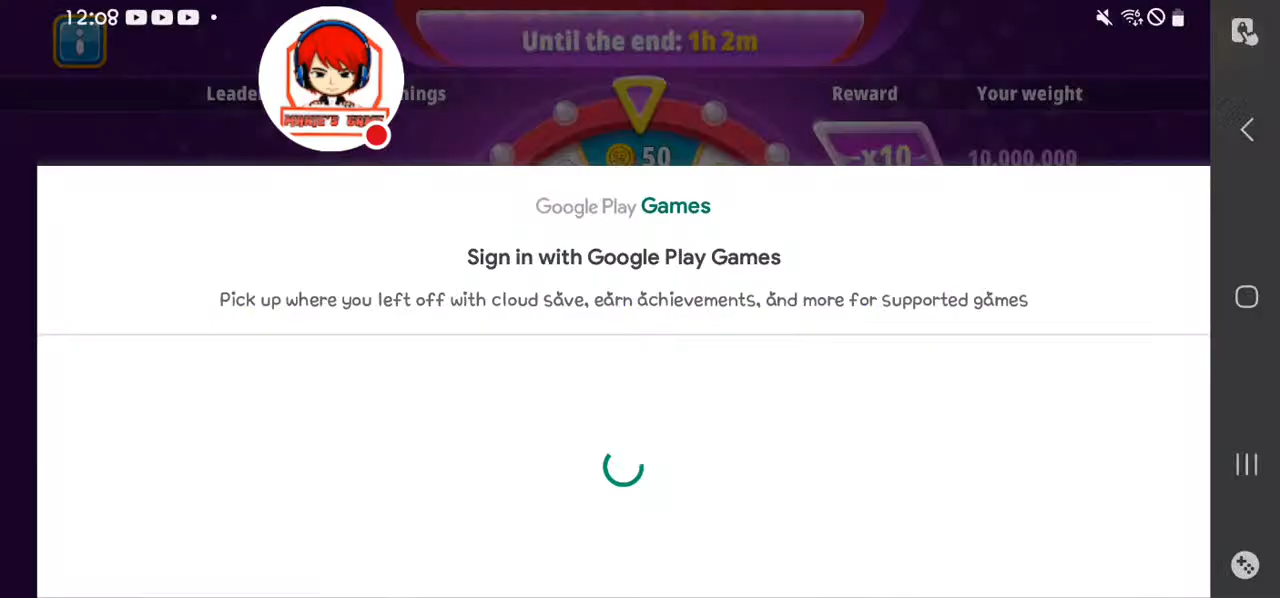 12:08
Until the end: 1h 2m
Reward
Your weight
50
x10
10,000,000
Google Play Games
Sign in with Google Play Games
Pick up where you left off with cloud save, earn achievements, and more for supported games